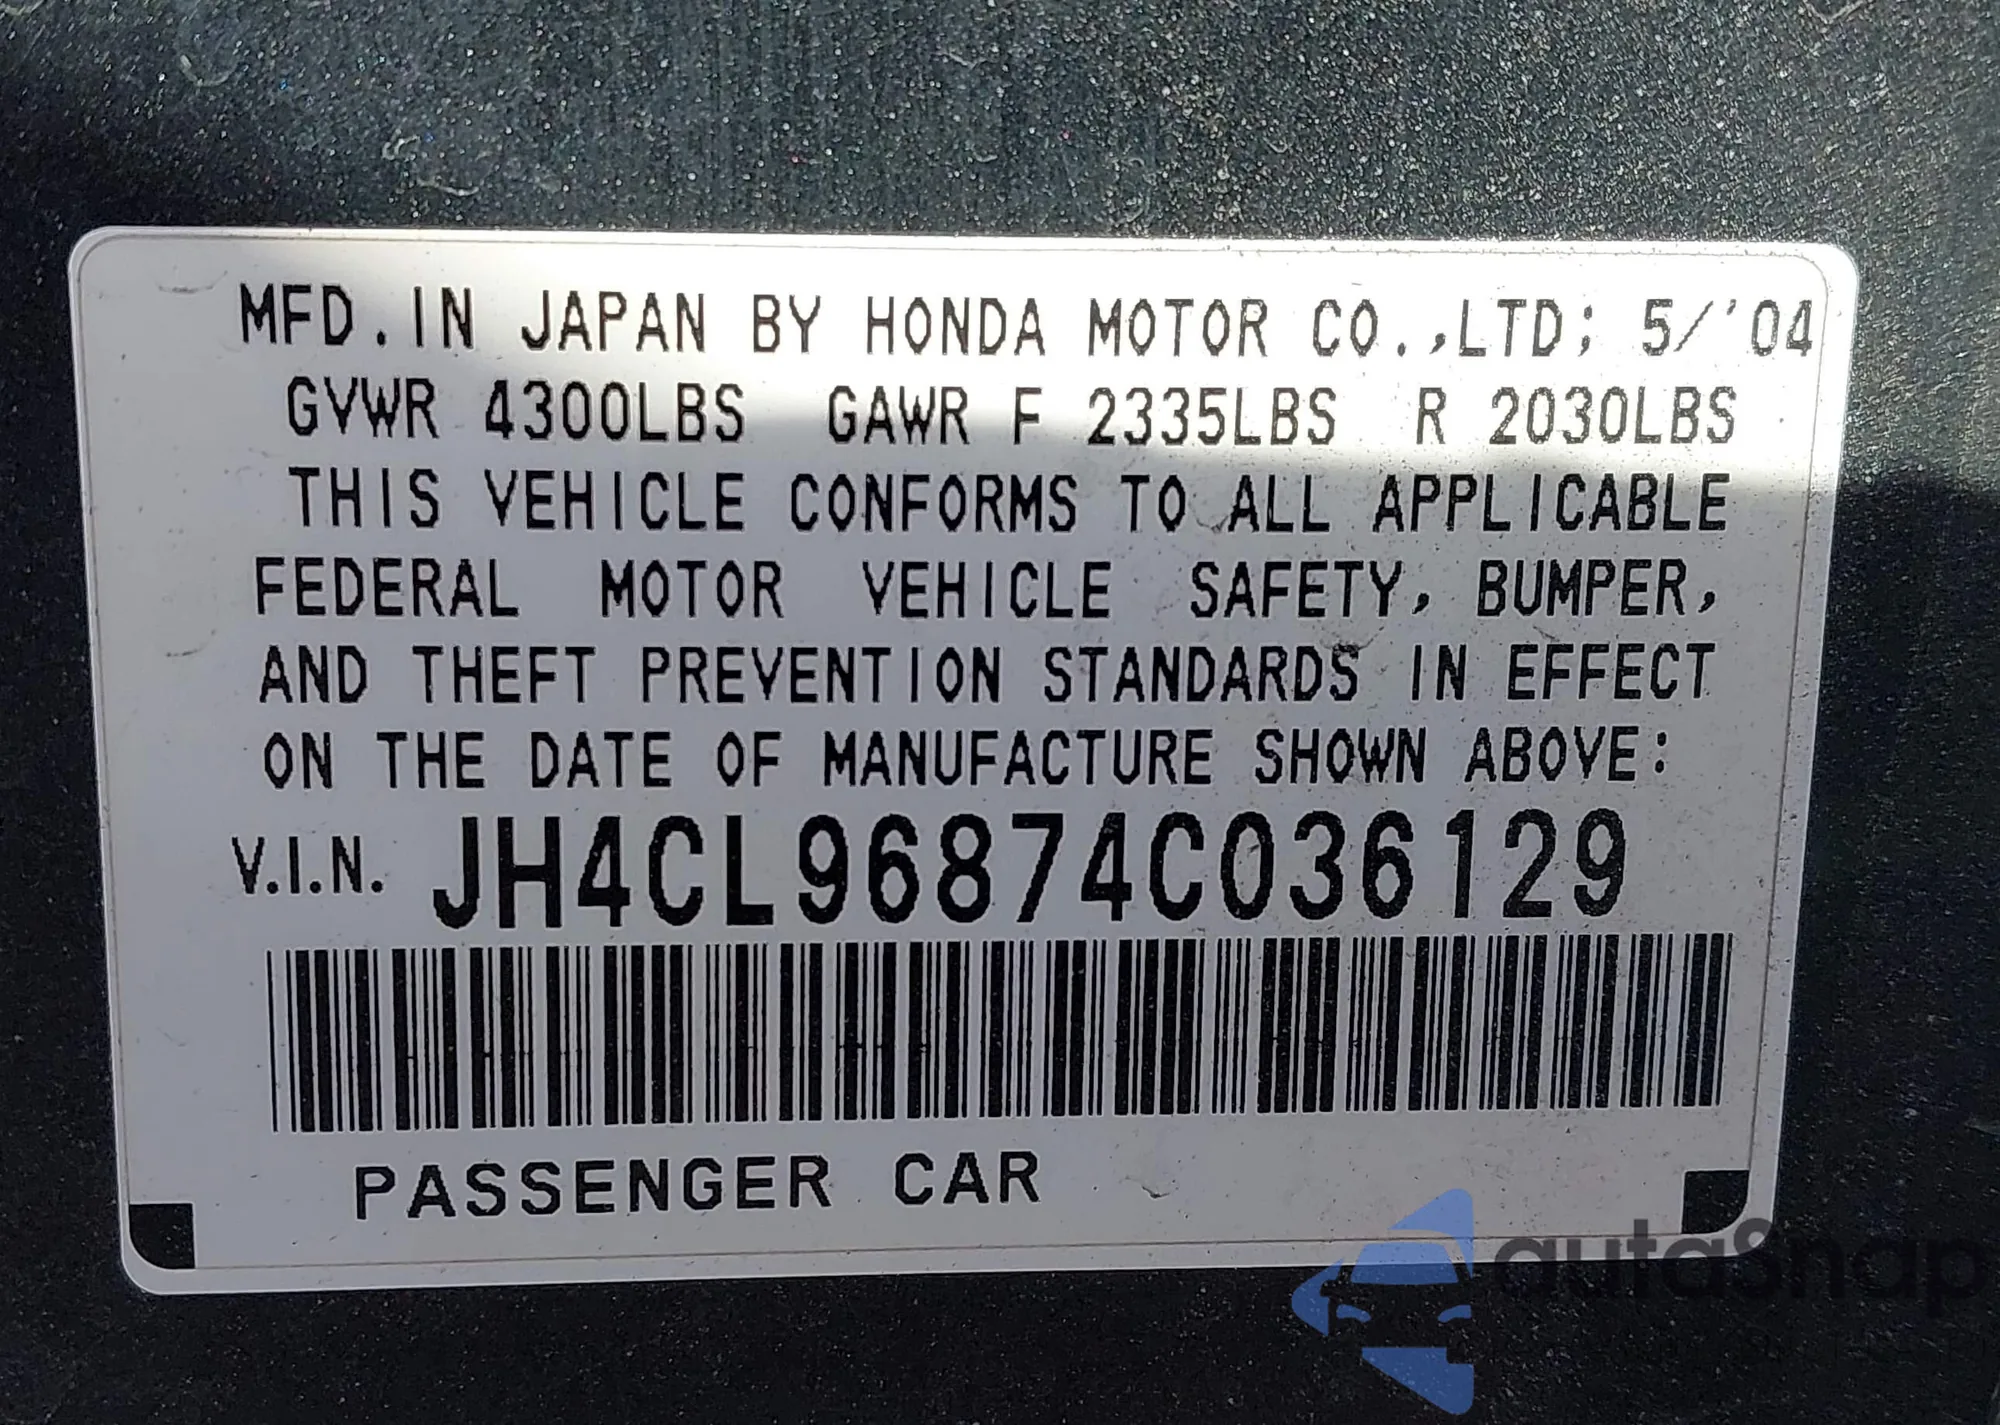 MFD. IN JAPAN BY HONDA MOTOR CO.,LTD; 5/'04
GVWR 4300LBS GAWR F 2335LBS R 2030LBS
THIS VEHICLE CONFORMS TO ALL APPLICABLE
FEDERAL MOTOR VEHICLE SAFETY, BUMPER,
AND THEFT PREVENTION STANDARDS IN EFFECT
ON THE DATE OF MANUFACTURE SHOWN ABOVE:
V.I.N. JH4CL96874C036129
PASSENGER CAR
autasnap